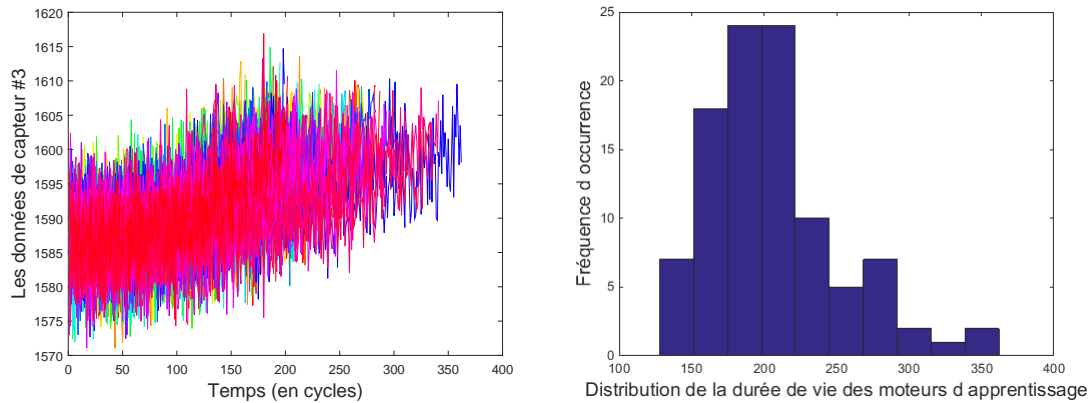 Les données de capteur #3
1620
1615
1610
1605
1600
1595
1590
1585
1580
1575
1570
0 50 100 150 200 250 300 350 400
Temps (en cycles)
Fréquence d occurrence
25
20
15
10
5
0
100 150 200 250 300 350 400
Distribution de la durée de vie des moteurs d apprentissage